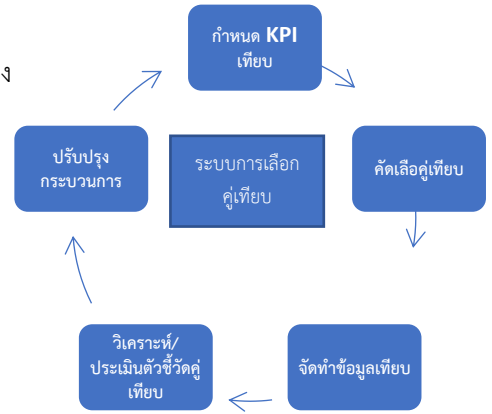 กำหนด KPI
เทียบ
ง
ปรับปรุง
กระบวนการ
ระบบการเลือก
คู่เทียบ
คัดเลือคู่เทียบ
วิเคราะห์/
ประเมินตัวชี้วัดคู่
เทียบ
จัดทำข้อมูลเทียบ